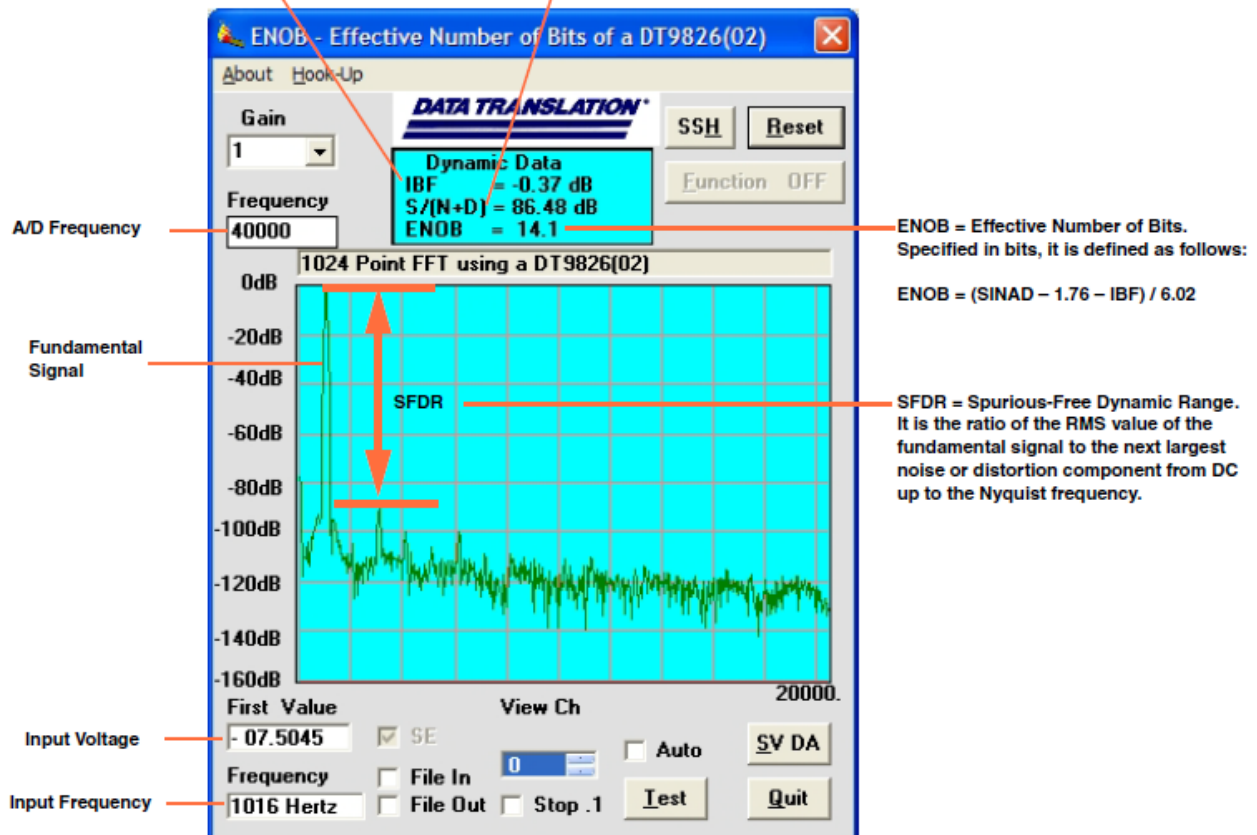 ENOB - Effective Number of Bits of a DT9826(02)
About Hook-Up
Gain
1
DATA TRANSLATION
SSH
Reset
Dynamic Data
IBF = -0.37 dB
S/(N+D) = 86.48 dB
ENOB = 14.1
Function OFF
Frequency
40000
A/D Frequency
ENOB = Effective Number of Bits.
Specified in bits, it is defined as follows:
ENOB = (SINAD – 1.76 – IBF) / 6.02
1024 Point FFT using a DT9826(02)
0dB
-20dB
-40dB
-60dB
-80dB
-100dB
-120dB
-140dB
-160dB
Fundamental
Signal
SFDR
SFDR = Spurious-Free Dynamic Range.
It is the ratio of the RMS value of the
fundamental signal to the next largest
noise or distortion component from DC
up to the Nyquist frequency.
20000.
First Value
View Ch
Input Voltage
- 07.5045
SE
0
Auto
SV DA
Frequency
File In
Input Frequency
1016 Hertz
File Out
Stop .1
Test
Quit